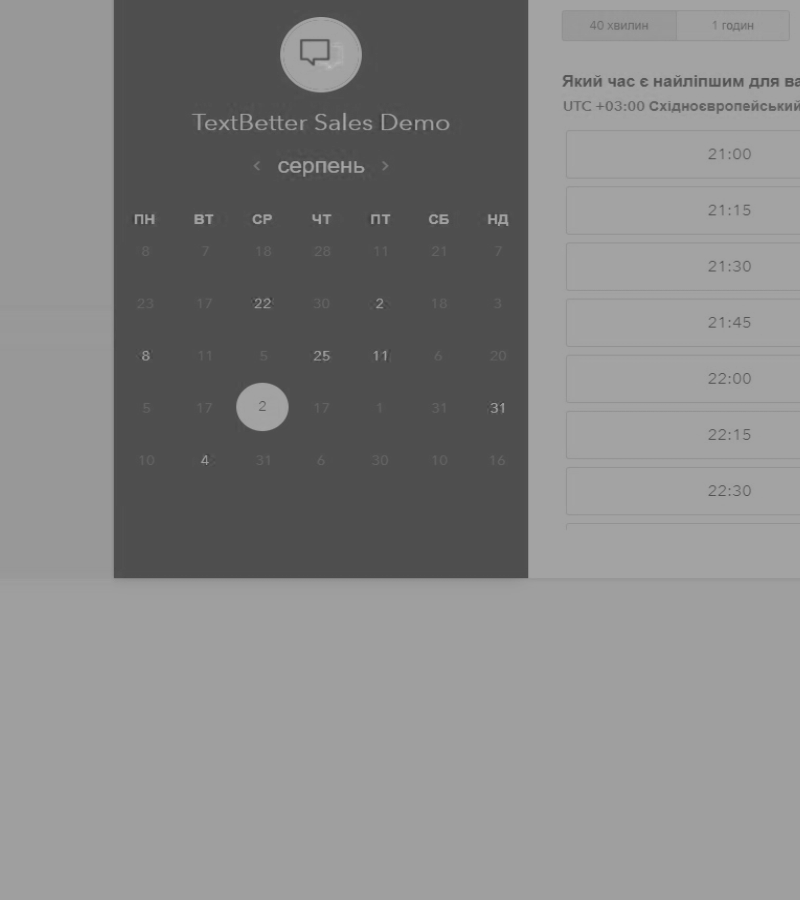 TextBetter Sales Demo
серпень
ПН ВТ СР ЧТ ПТ СБ НД
8 7 18 28 11 21 7
23 17 22 30 2 18 3
8 11 5 25 11 6 20
5 17 2 17 1 31 31
10 4 31 6 30 10 16
40 хвилин 1 годин
Який час є найліпшим для ва
UTC +03:00 Східноєвропейський
21:00
21:15
21:30
21:45
22:00
22:15
22:30